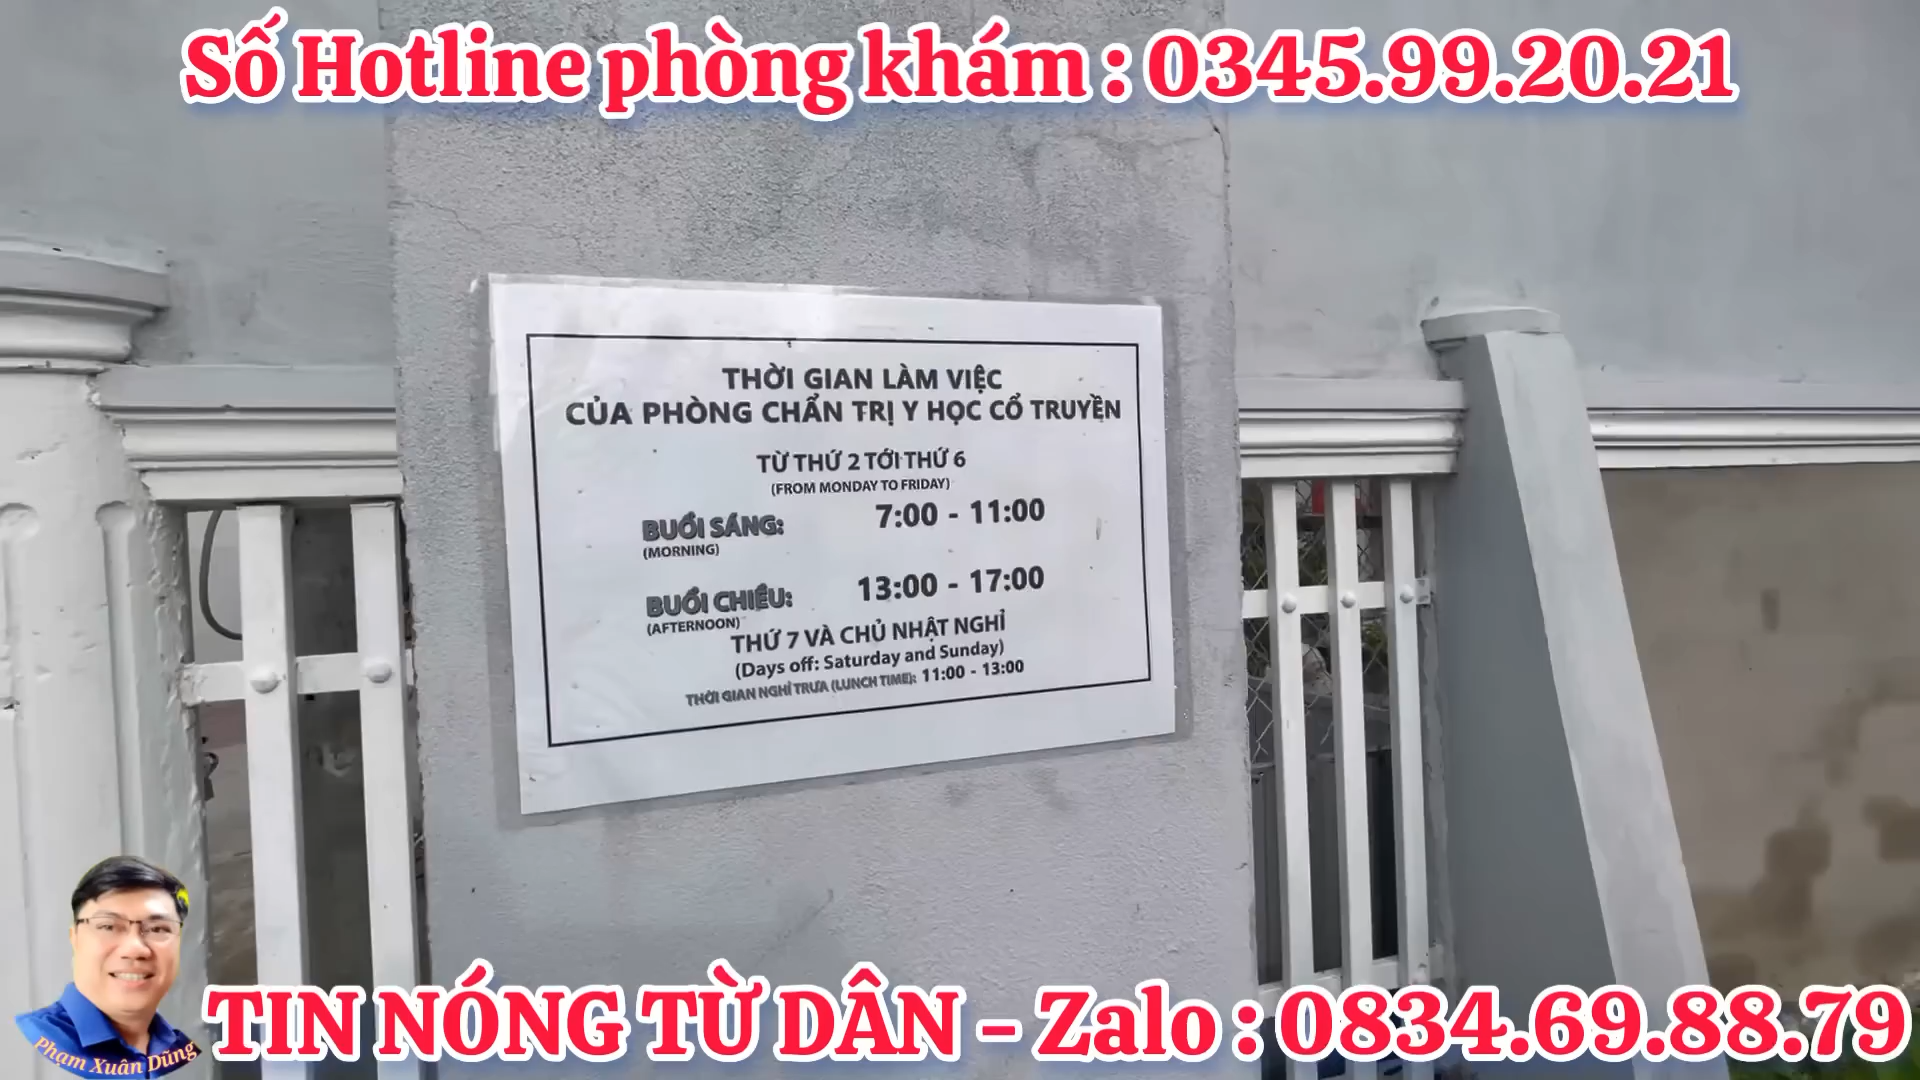 Số Hotline phòng khám : 0345.99.20.21
THỜI GIAN LÀM VIỆC
CỦA PHÒNG CHẨN TRỊ Y HỌC CỔ TRUYỀN
TỪ THỨ 2 TỚI THỨ 6
(FROM MONDAY TO FRIDAY)
BUỔI SÁNG: 7:00 - 11:00
(MORNING)
BUỔI CHIỀU: 13:00 - 17:00
(AFTERNOON)
THỨ 7 VÀ CHỦ NHẬT NGHỈ
(Days off: Saturday and Sunday)
THỜI GIAN NGHỈ TRƯA (LUNCH TIME): 11:00 - 13:00
Phạm Xuân Dũng
TIN NÓNG TỪ DÂN - Zalo : 0834.69.88.79